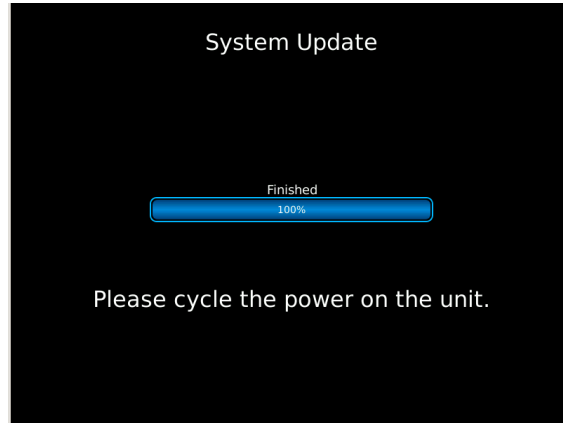 System Update
Finished
100%
Please cycle the power on the unit.